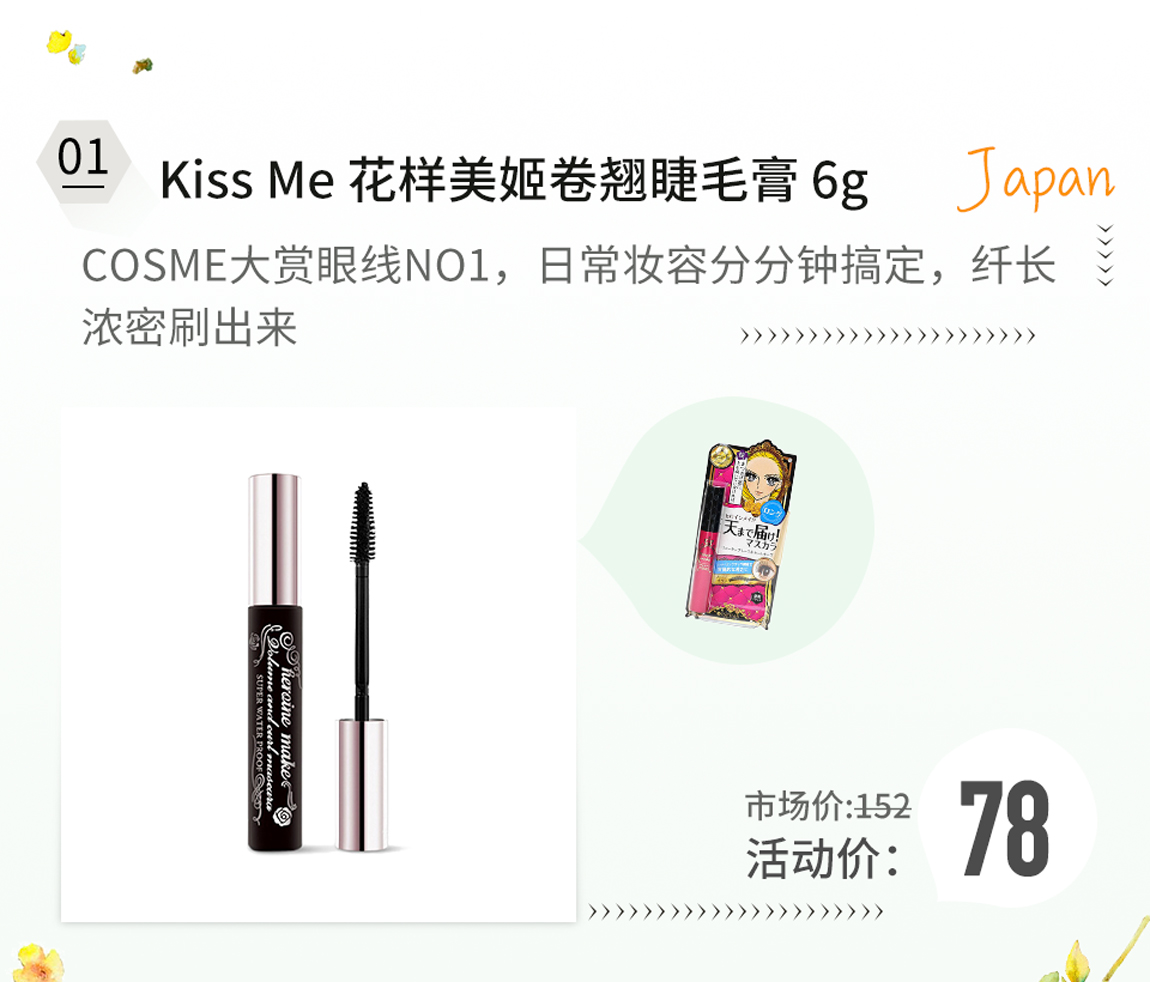 01
Kiss Me 花样美姬卷翘睫毛膏 6g
Japan
COSME大赏眼线NO1，日常妆容分分钟搞定，纤长
浓密刷出来
heroine make
Volume and curl mascara
SUPER WATER PROOF
ロング
天まで届け!
マスカラ
市场价:152
活动价：
78